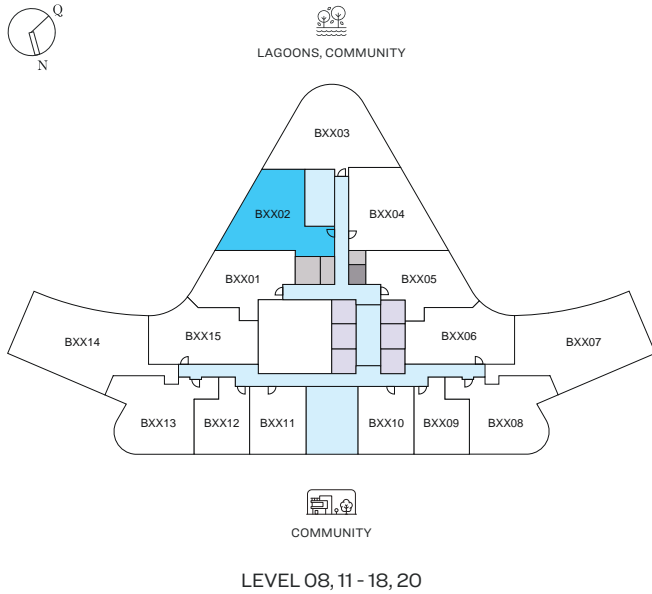 Q
N
LAGOONS, COMMUNITY
BXX03
BXX02
BXX04
BXX01
BXX05
BXX14
BXX15
BXX06
BXX07
BXX13
BXX12
BXX11
BXX10
BXX09
BXX08
COMMUNITY
LEVEL 08, 11 - 18, 20